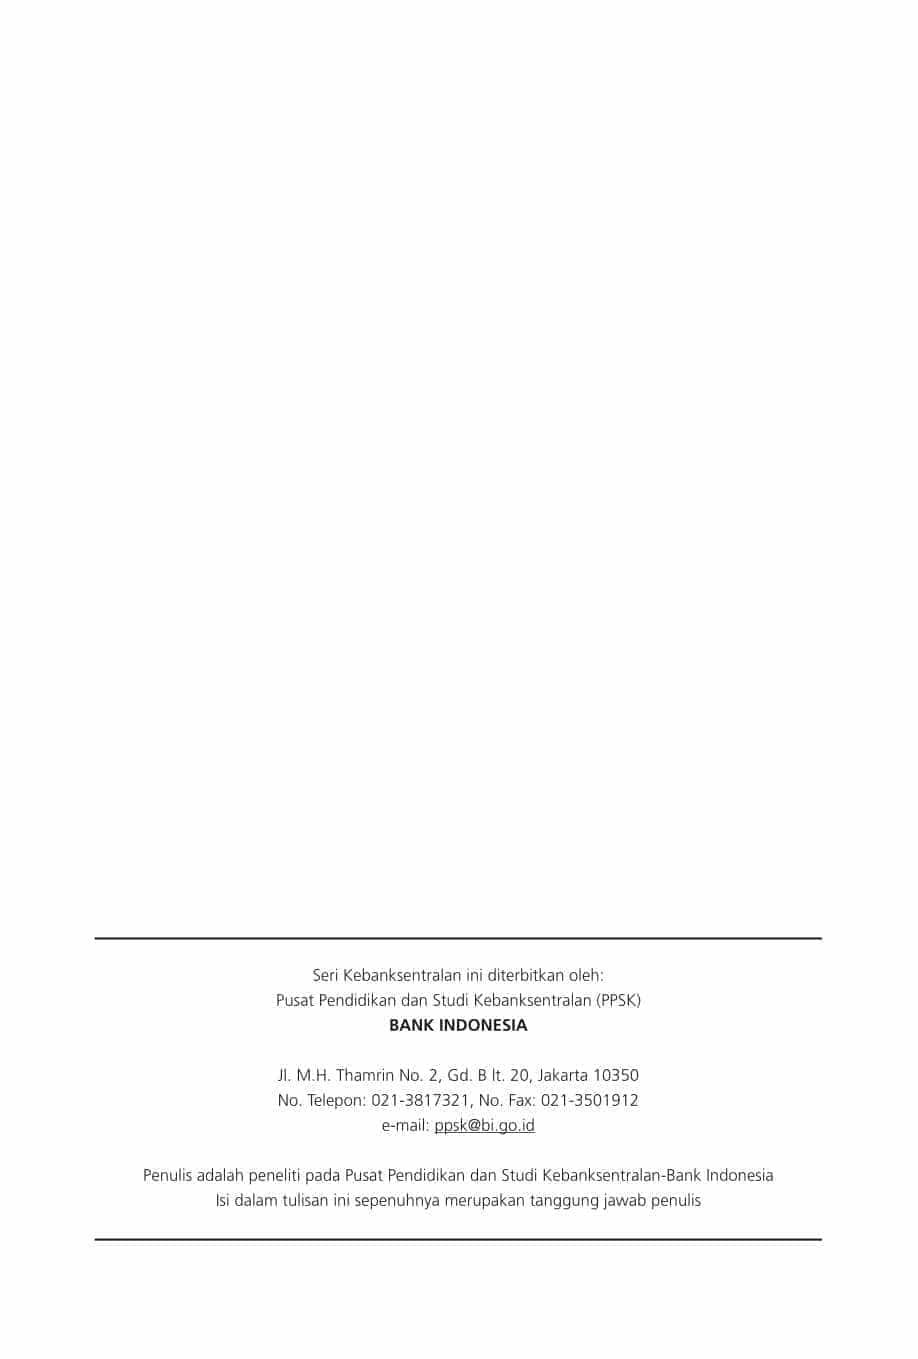 Seri Kebanksentralan ini diterbitkan oleh:
Pusat Pendidikan dan Studi Kebanksentralan (PPSK)
BANK INDONESIA
Jl. M.H. Thamrin No. 2, Gd. B lt. 20, Jakarta 10350
No. Telepon: 021-3817321, No. Fax: 021-3501912
e-mail: ppsk@bi.go.id
Penulis adalah peneliti pada Pusat Pendidikan dan Studi Kebanksentralan-Bank Indonesia
Isi dalam tulisan ini sepenuhnya merupakan tanggung jawab penulis